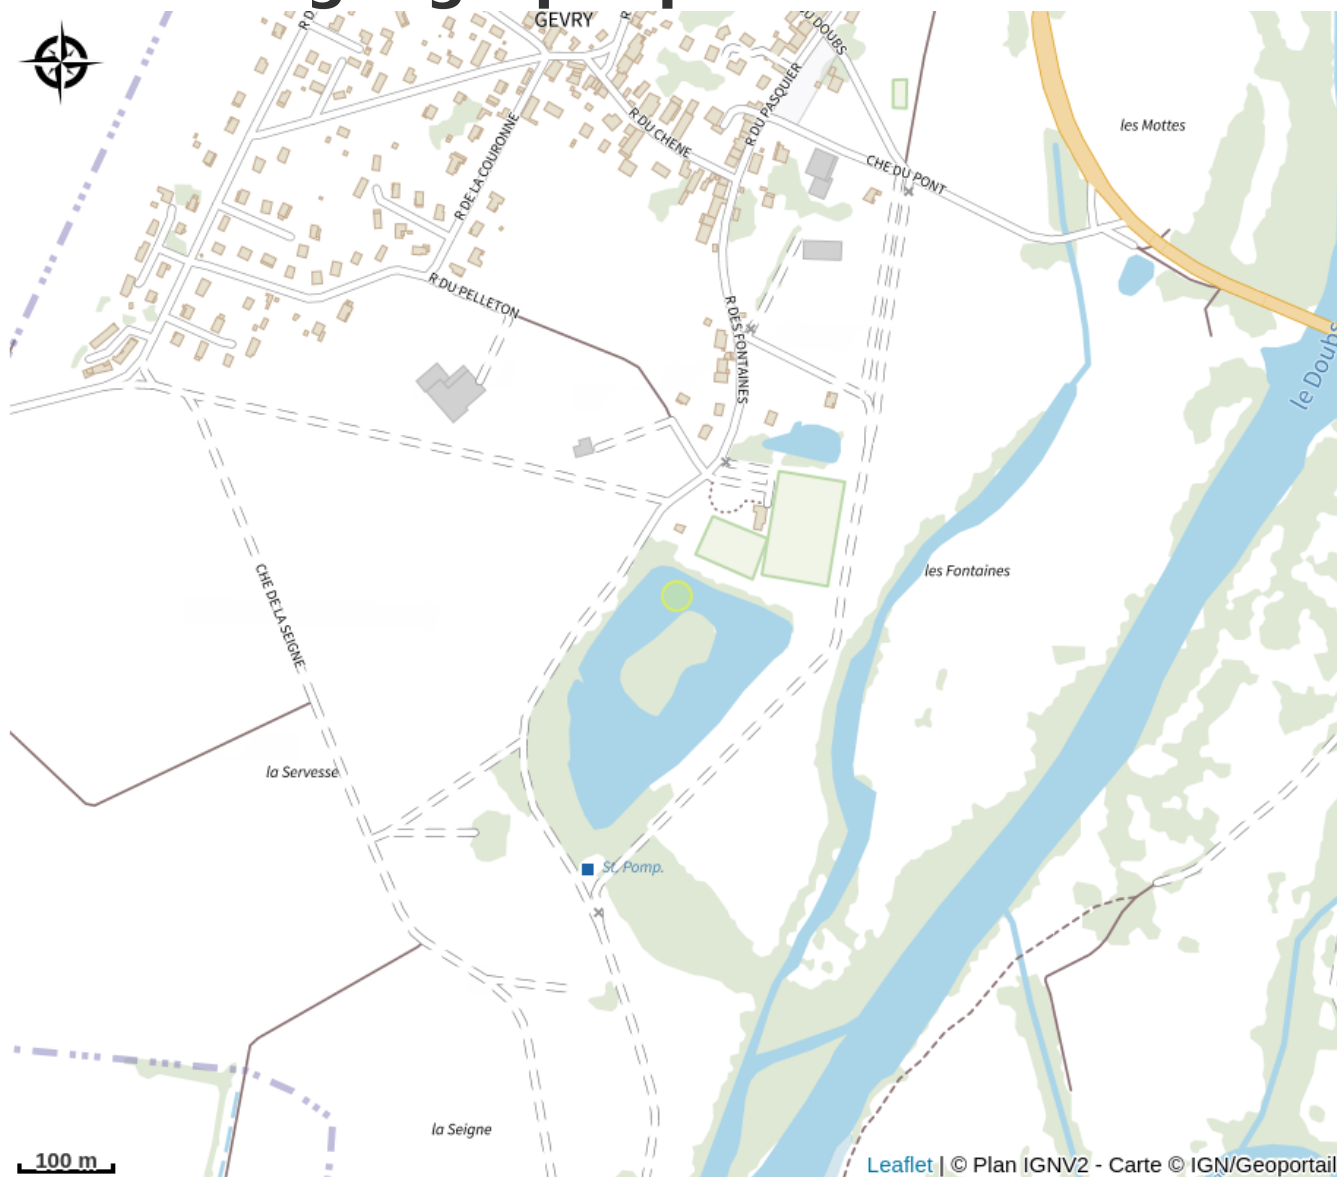 GEVRY
R D
R
U DOUBS
R DU PASQUIER
R DU CHENE
R DE LA COURONNE
CHE DU PONT
les Mottes
R DU PELLETON
R DES FONTAINES
le Doubs
les Fontaines
CHE DE LA SEIGNE
la Servesse
St. Pomp.
la Seigne
100 m
Leaflet | © Plan IGNV2 - Carte © IGN/Geoportail